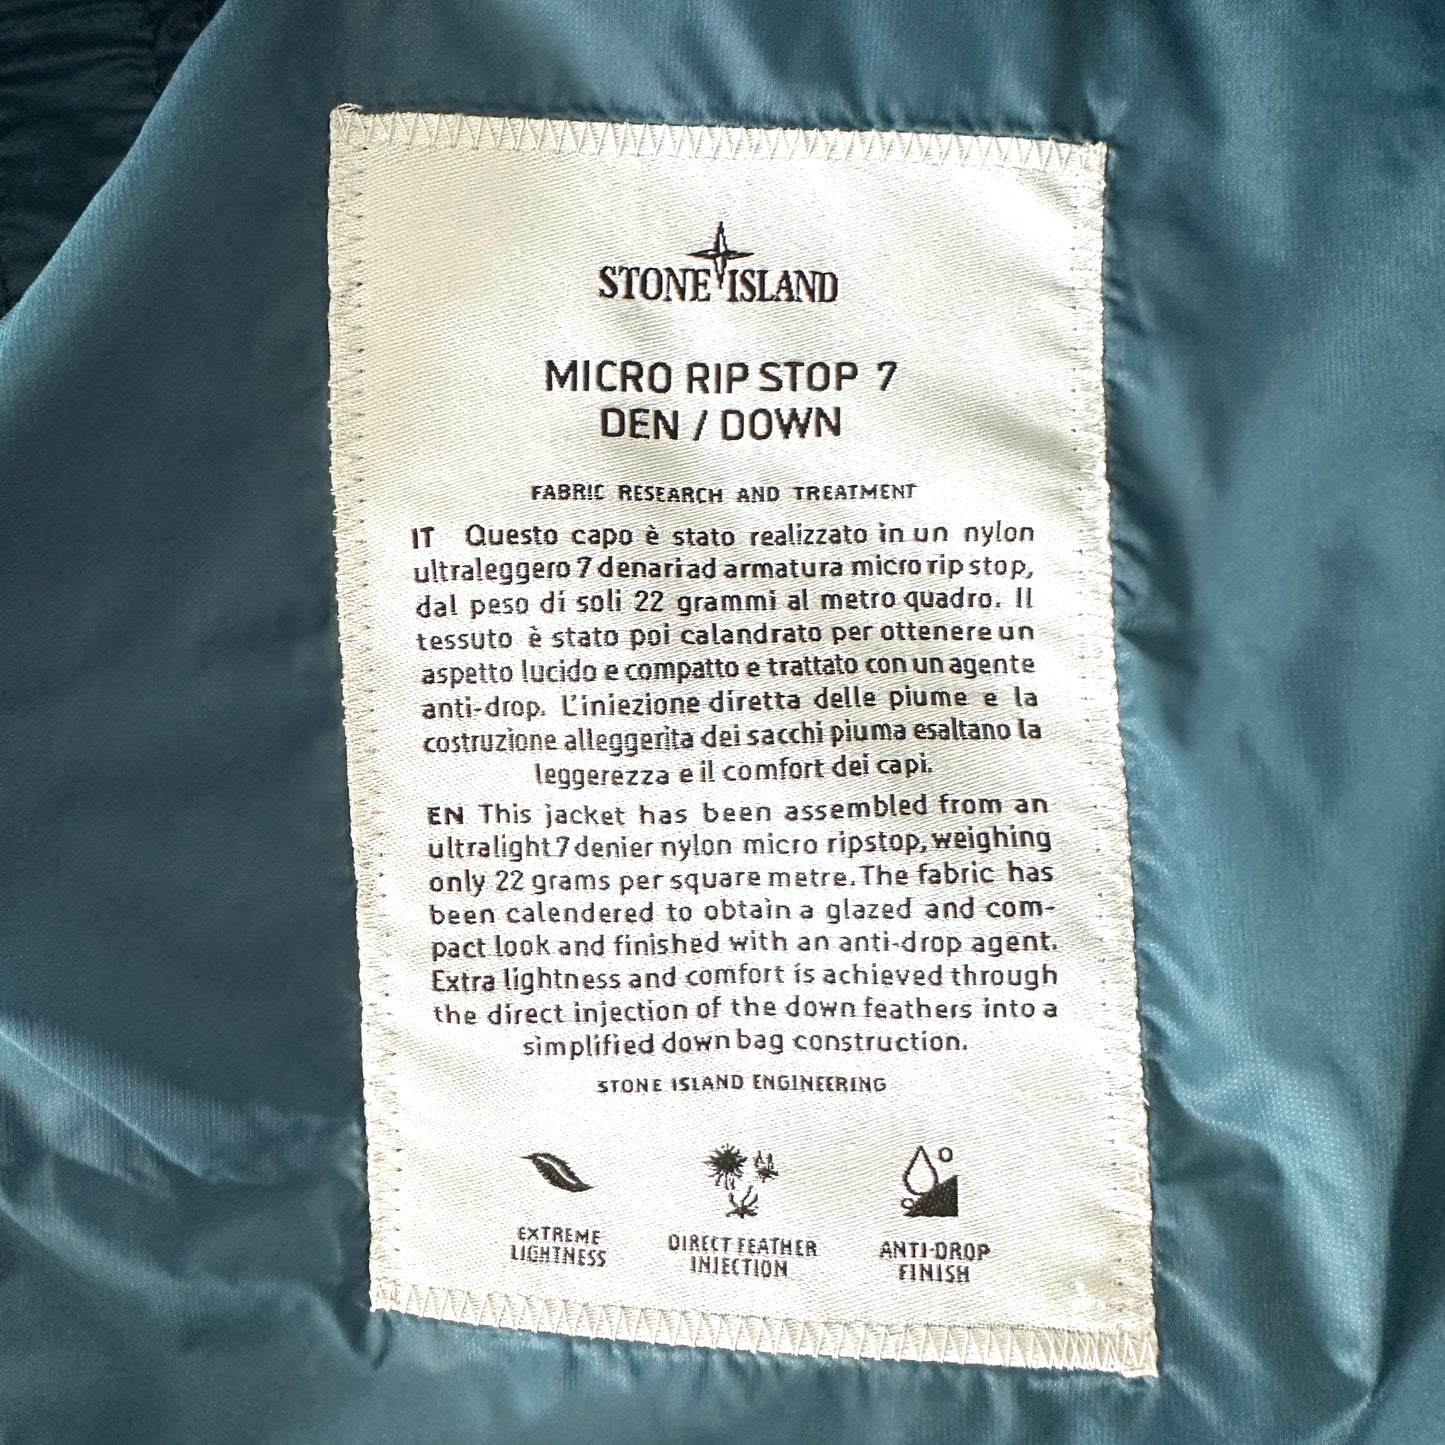 STONE ISLAND
MICRO RIP STOP 7
DEN / DOWN
FABRIC RESEARCH AND TREATMENT
IT Questo capo è stato realizzato in un nylon
ultraleggero 7 denari ad armatura micro rip stop,
dal peso di soli 22 grammi al metro quadro. Il
tessuto è stato poi calandrato per ottenere un
aspetto lucido e compatto e trattato con un agente
anti-drop. L'iniezione diretta delle piume e la
costruzione alleggerita dei sacchi piuma esaltano la
leggerezza e il comfort dei capi.
EN This jacket has been assembled from an
ultralight 7 denier nylon micro ripstop, weighing
only 22 grams per square metre. The fabric has
been calendered to obtain a glazed and com-
pact look and finished with an anti-drop agent.
Extra lightness and comfort is achieved through
the direct injection of the down feathers into a
simplified down bag construction.
STONE ISLAND ENGINEERING
EXTREME
LIGHTNESS
DIRECT FEATHER
INJECTION
ANTI-DROP
FINISH